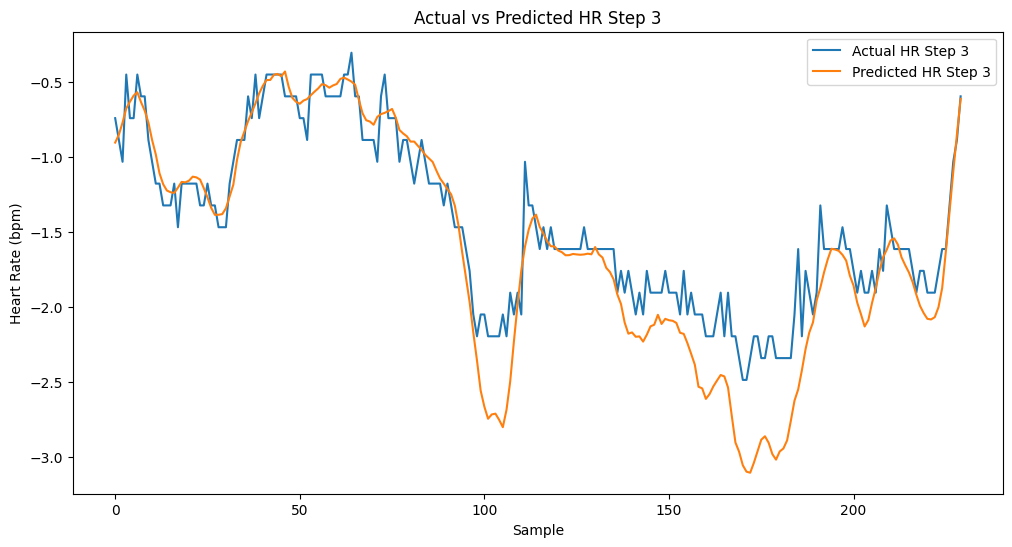 Actual vs Predicted HR Step 3
Actual HR Step 3
Predicted HR Step 3
Heart Rate (bpm)
−0.5
−1.0
−1.5
−2.0
−2.5
−3.0
0 50 100 150 200
Sample